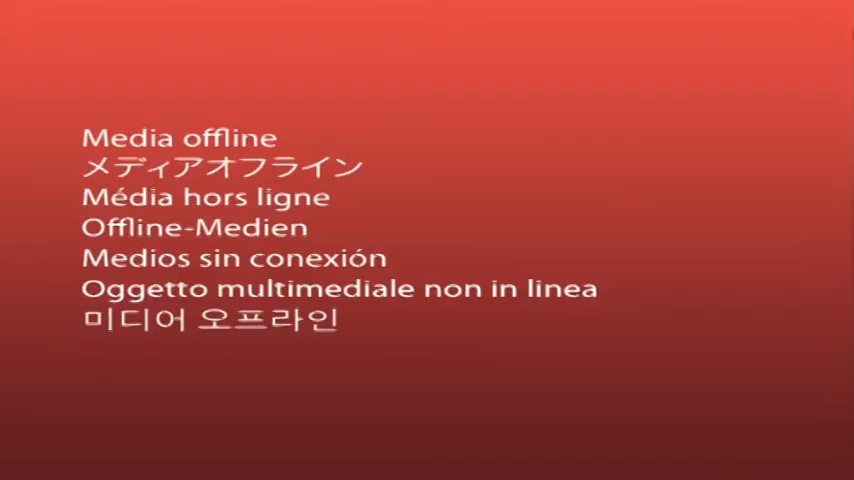 Media offline
メディアオフライン
Média hors ligne
Offline-Medien
Medios sin conexión
Oggetto multimediale non in linea
미디어 오프라인